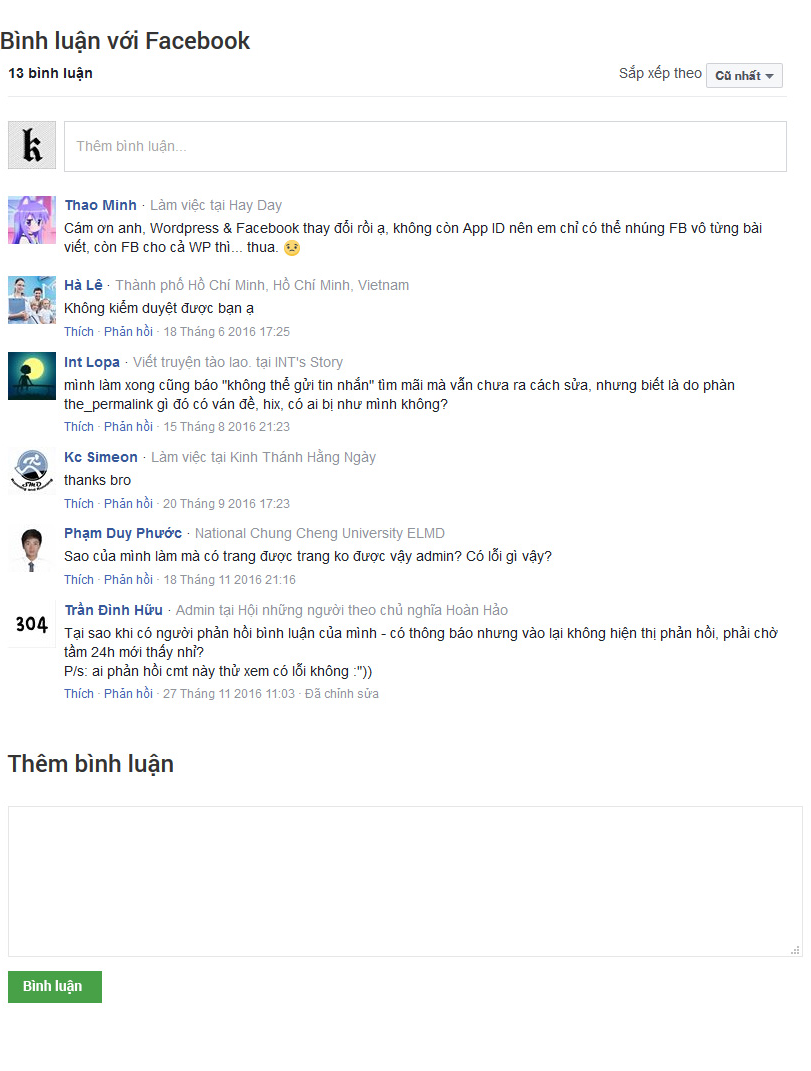 Bình luận với Facebook
13 bình luận
Sắp xếp theo Cũ nhất
k
Thêm bình luận...
Thao Minh · Làm việc tại Hay Day
Cám ơn anh, Wordpress & Facebook thay đổi rồi ạ, không còn App ID nên em chỉ có thể nhúng FB vô từng bài
viết, còn FB cho cả WP thì... thua. 😟
Hà Lê · Thành phố Hồ Chí Minh, Hồ Chí Minh, Vietnam
Không kiểm duyệt được bạn ạ
Thích · Phản hồi · 18 Tháng 6 2016 17:25
Int Lopa · Viết truyện tào lao. tại INT's Story
mình làm xong cũng báo "không thể gửi tin nhắn" tìm mãi mà vẫn chưa ra cách sửa, nhưng biết là do phàn
the_permalink gì đó có ván đề, hix, có ai bị như mình không?
Thích · Phản hồi · 15 Tháng 8 2016 21:23
Kc Simeon · Làm việc tại Kinh Thánh Hằng Ngày
thanks bro
Thích · Phản hồi · 20 Tháng 9 2016 17:23
Phạm Duy Phước · National Chung Cheng University ELMD
Sao của mình làm mà có trang được trang ko được vậy admin? Có lỗi gì vậy?
Thích · Phản hồi · 18 Tháng 11 2016 21:16
304
Trần Đình Hữu · Admin tại Hội những người theo chủ nghĩa Hoàn Hảo
Tại sao khi có người phản hồi bình luận của mình - có thông báo nhưng vào lại không hiện thị phản hồi, phải chờ
tầm 24h mới thấy nhỉ?
P/s: ai phản hồi cmt này thử xem có lỗi không :"))
Thích · Phản hồi · 27 Tháng 11 2016 11:03 · Đã chỉnh sửa
Thêm bình luận
Bình luận